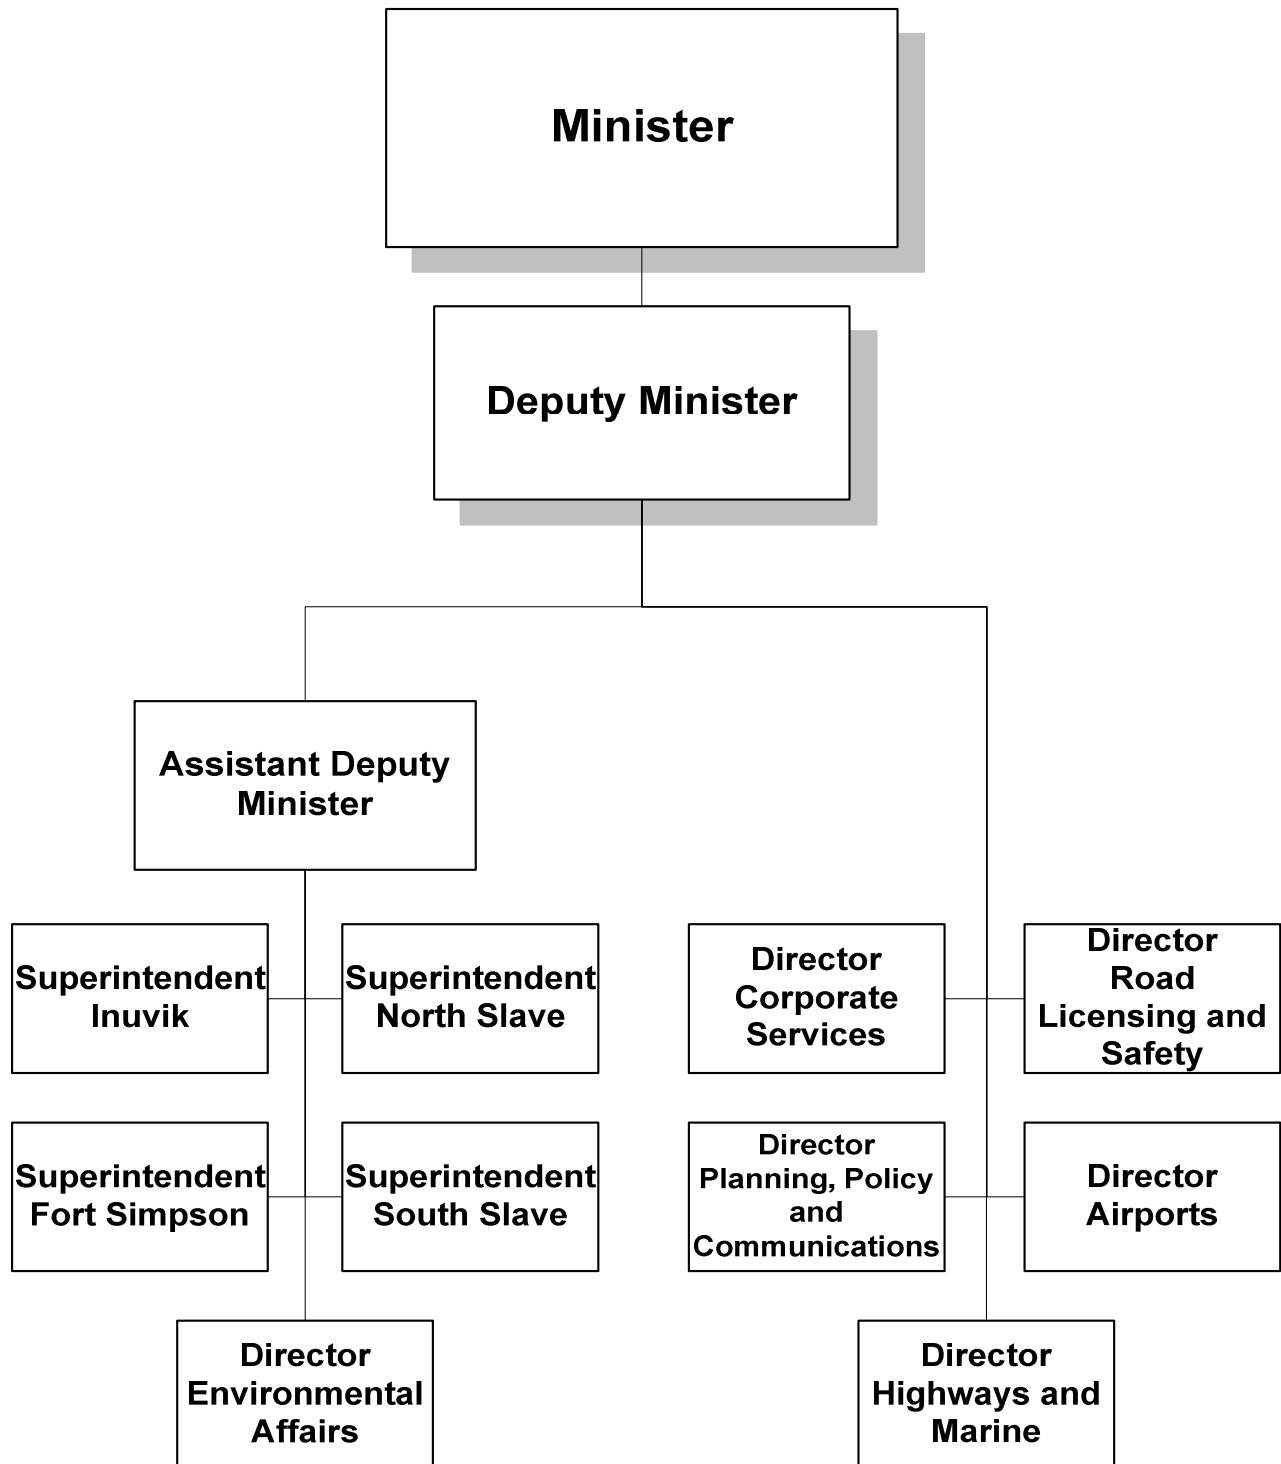 Minister
Deputy Minister
Assistant Deputy
Minister
Superintendent
Inuvik
Superintendent
North Slave
Director
Corporate
Services
Director
Road
Licensing and
Safety
Superintendent
Fort Simpson
Superintendent
South Slave
Director
Planning, Policy
and
Communications
Director
Airports
Director
Environmental
Affairs
Director
Highways and
Marine